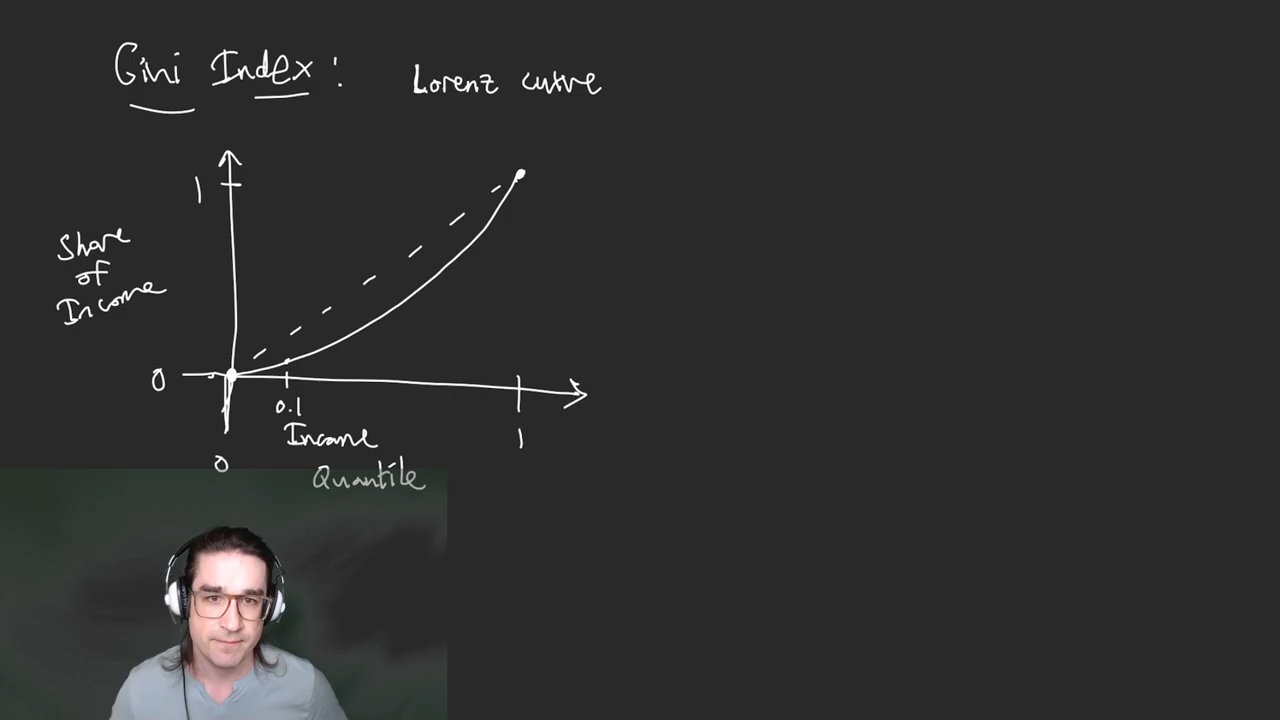 Gini Index:
Lorenz curve
1
Share
of
Income
0
0.1
1
Income
0
Quantile